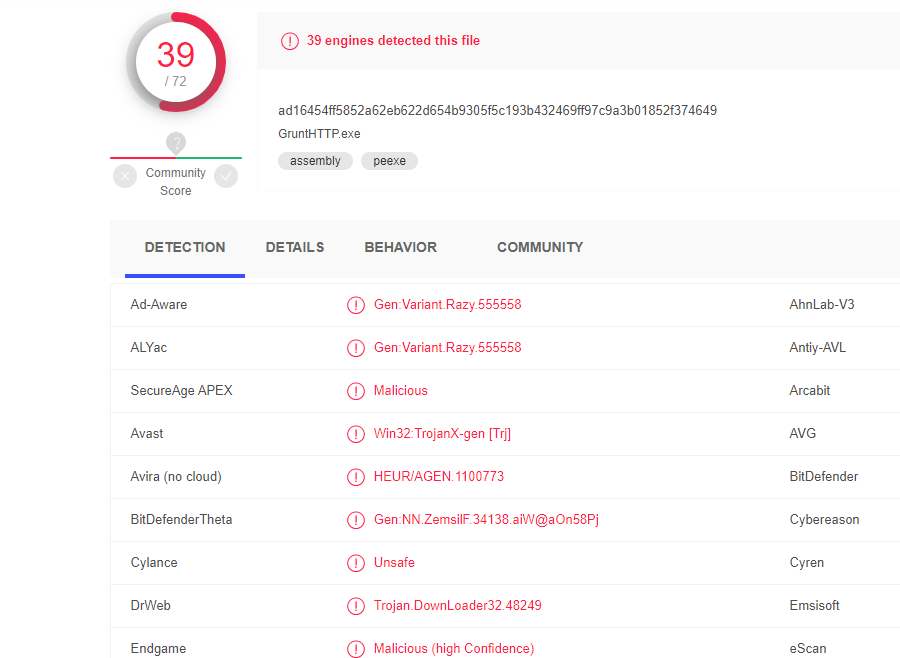 39
/ 72
39 engines detected this file
ad16454ff5852a62eb622d654b9305f5c193b432469ff97c9a3b01852f374649
GruntHTTP.exe
assembly peexe
?
Community
Score
DETECTION DETAILS BEHAVIOR COMMUNITY
Ad-Aware Gen:Variant.Razy.555558 AhnLab-V3
ALYac Gen:Variant.Razy.555558 Antiy-AVL
SecureAge APEX Malicious Arcabit
Avast Win32:TrojanX-gen [Trj] AVG
Avira (no cloud) HEUR/AGEN.1100773 BitDefender
BitDefenderTheta Gen:NN.ZemsilF.34138.aiW@aOn58Pj Cybereason
Cylance Unsafe Cyren
DrWeb Trojan.DownLoader32.48249 Emsisoft
Endgame Malicious (high Confidence) eScan